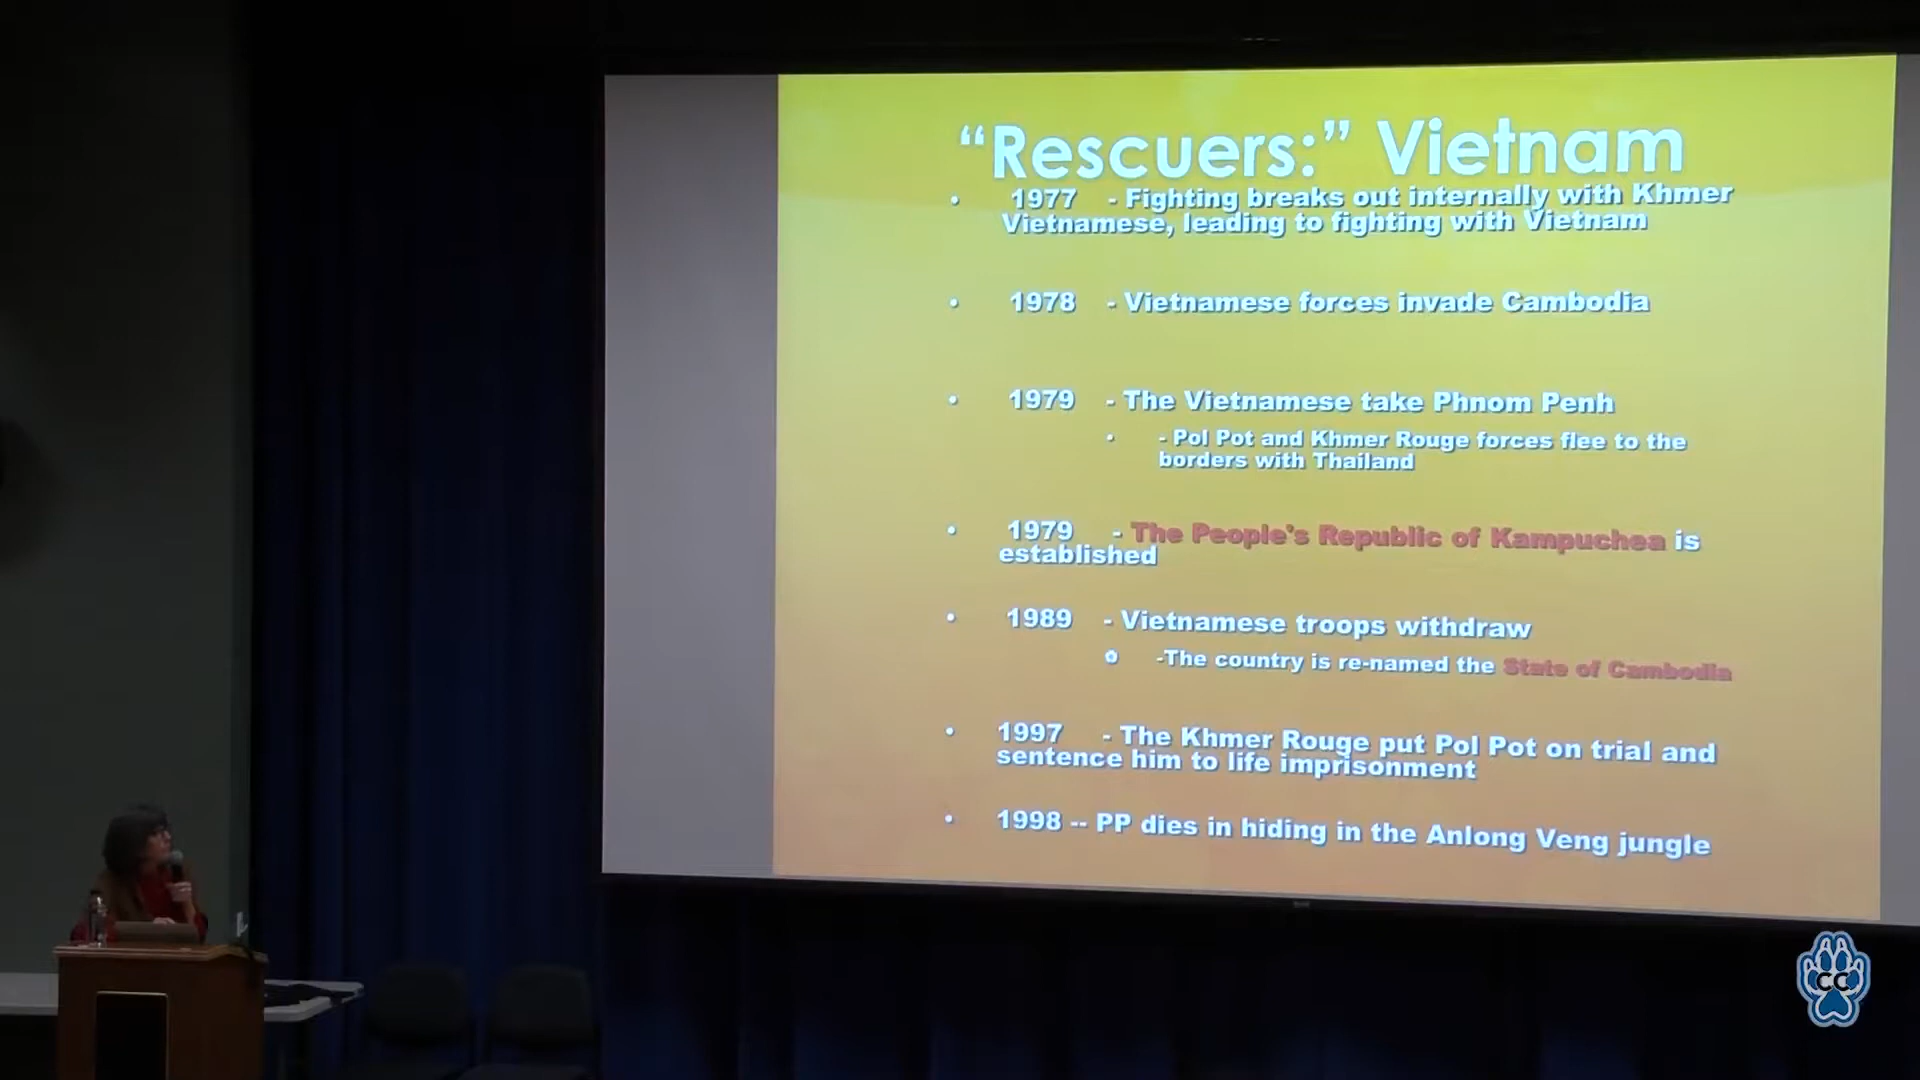 “Rescuers:” Vietnam
• 1977 - Fighting breaks out internally with Khmer
Vietnamese, leading to fighting with Vietnam
• 1978 - Vietnamese forces invade Cambodia
• 1979 - The Vietnamese take Phnom Penh
• - Pol Pot and Khmer Rouge forces flee to the
borders with Thailand
• 1979 - The People's Republic of Kampuchea is
established
• 1989 - Vietnamese troops withdraw
-The country is re-named the State of Cambodia
• 1997 - The Khmer Rouge put Pol Pot on trial and
sentence him to life imprisonment
• 1998 -- PP dies in hiding in the Anlong Veng jungle
CC